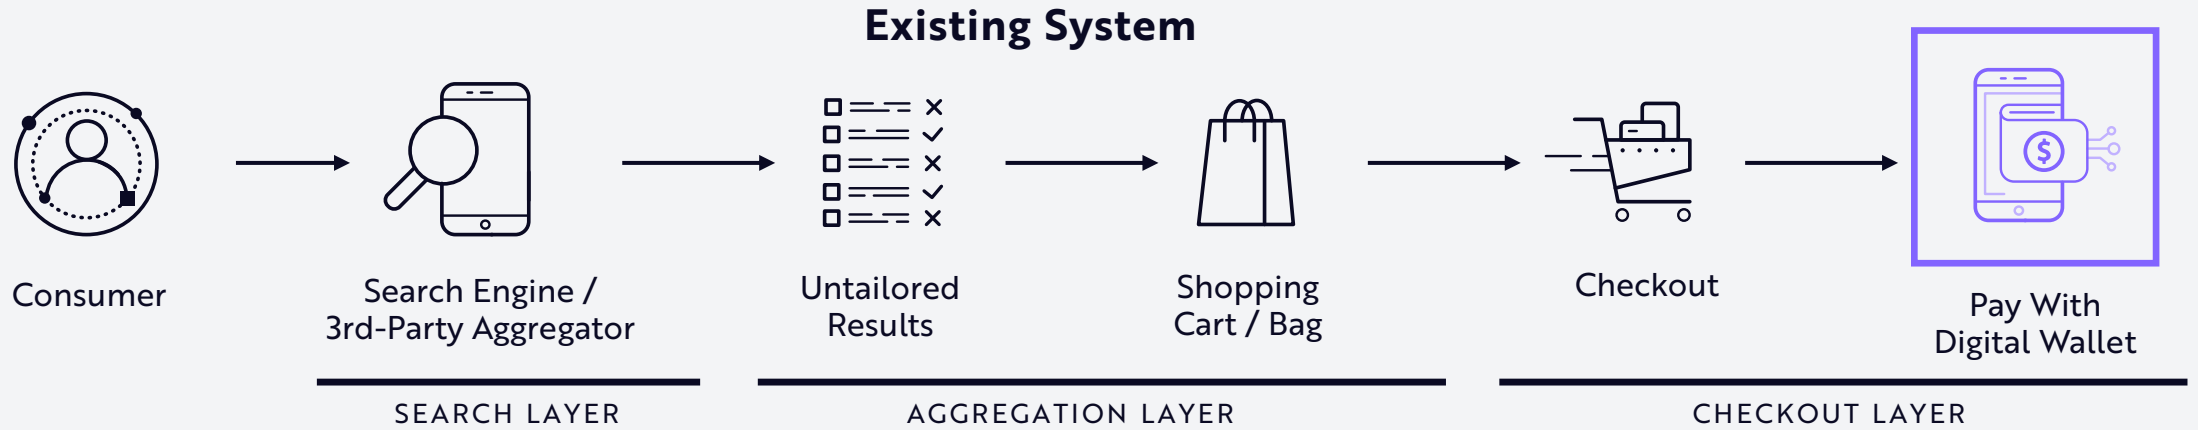 Existing System
$
Consumer
Search Engine /
3rd-Party Aggregator
Untailored
Results
Shopping
Cart / Bag
Checkout
Pay With
Digital Wallet
SEARCH LAYER
AGGREGATION LAYER
CHECKOUT LAYER